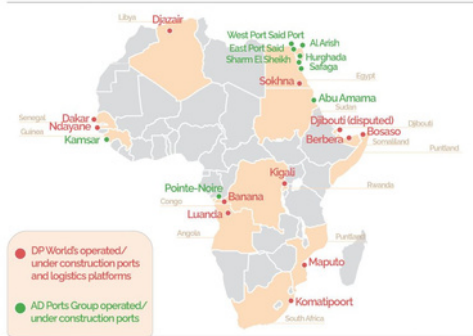 Libya
Djazair
West Port Said Port
Al Arish
East Port Said
Hurghada
Sharm El Sheikh
Safaga
Sokhna
Egypt
Abu Amama
Sudan
Senegal
Dakar
Ndayane
Guinea
Kamsar
Djibouti (disputed)
Djibouti
Bosaso
Berbera
Somaliland
Puntland
Kigali
Rwanda
Pointe-Noire
Banana
Congo
Luanda
Angola
Puntland
Maputo
Komatipoort
South Africa
DP World's operated/
under construction ports
and logistics platforms
AD Ports Group operated/
under construction ports